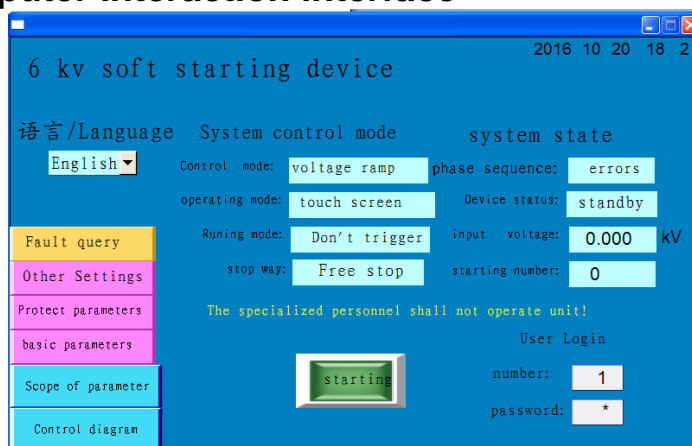 puter interaction interface
2016 10 20 18 2
6 kv soft starting device
语言/Language System control mode system state
English
Control mode: voltage ramp phase sequence: errors
operating mode: touch screen Device status: standby
Fault query Runing mode: Don't trigger input voltage: 0.000 kV
Other Settings stop way: Free stop starting number: 0
Protect parameters The specialized personnel shall not operate unit!
basic parameters User Login
Scope of parameter starting number: 1
Control diagram password: *